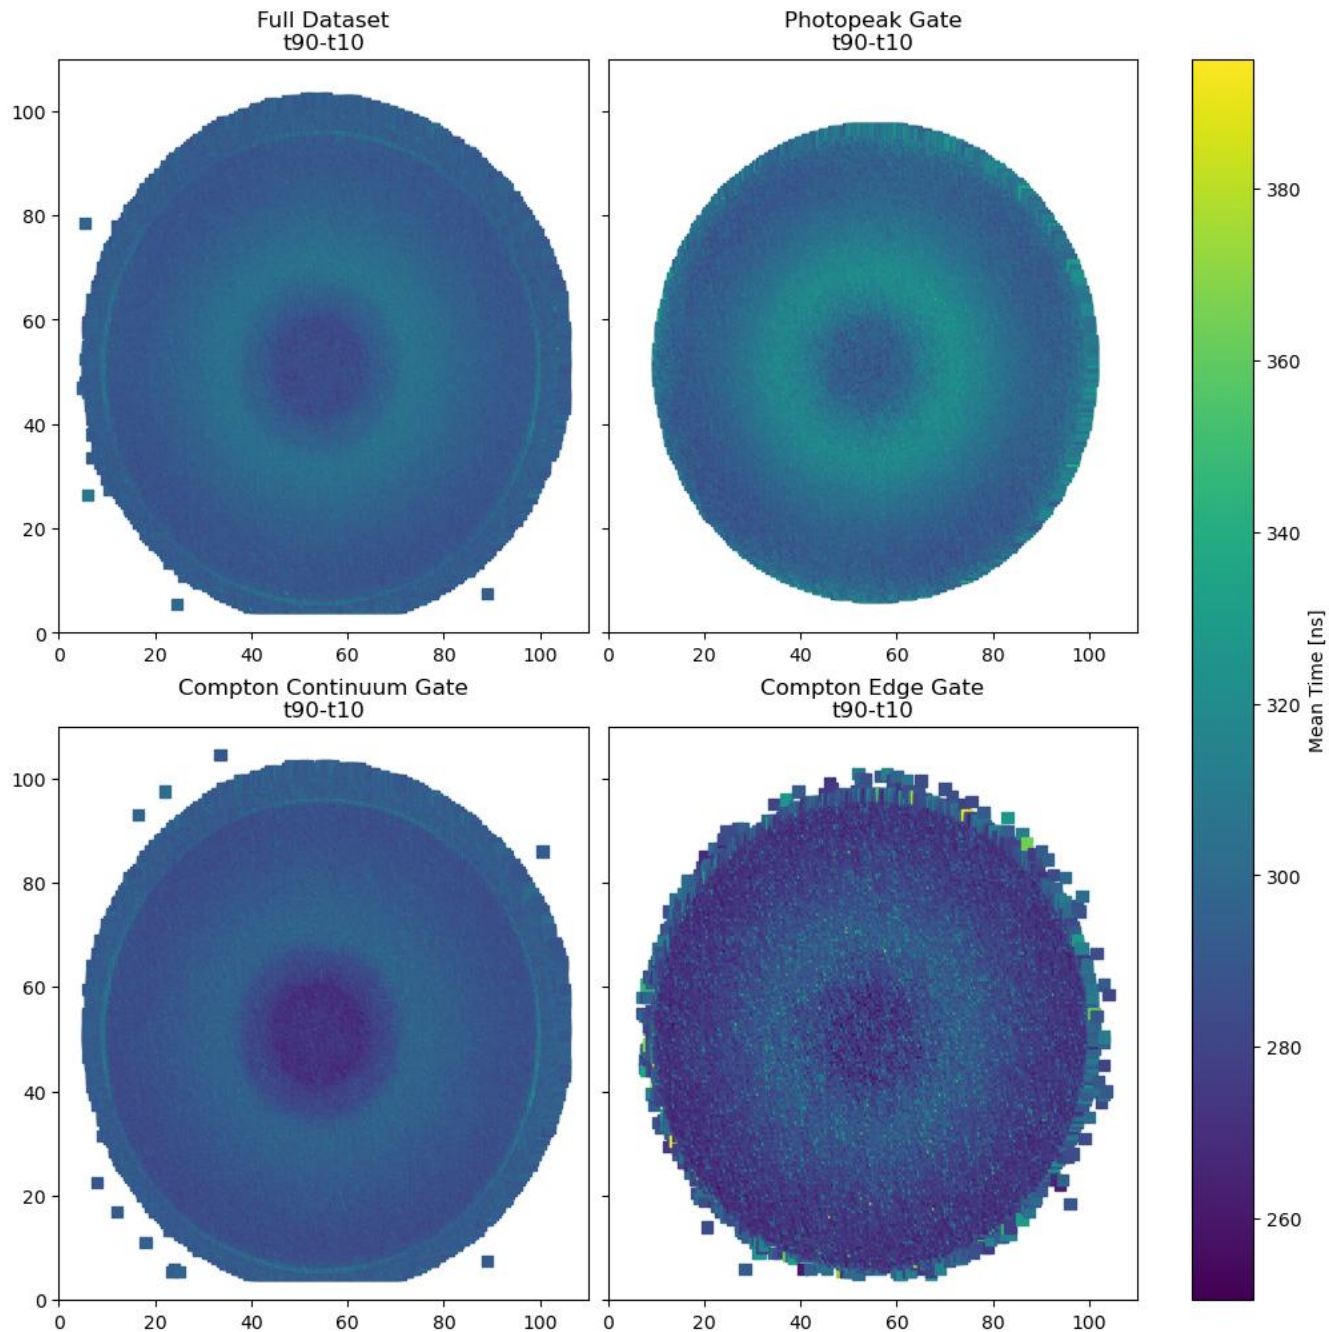 Full Dataset
t90-t10
Photopeak Gate
t90-t10
100
80
60
40
20
0
0 20 40 60 80 100
0 20 40 60 80 100
Compton Continuum Gate
t90-t10
Compton Edge Gate
t90-t10
100
80
60
40
20
0
0 20 40 60 80 100
0 20 40 60 80 100
380
360
340
320
300
280
260
Mean Time [ns]